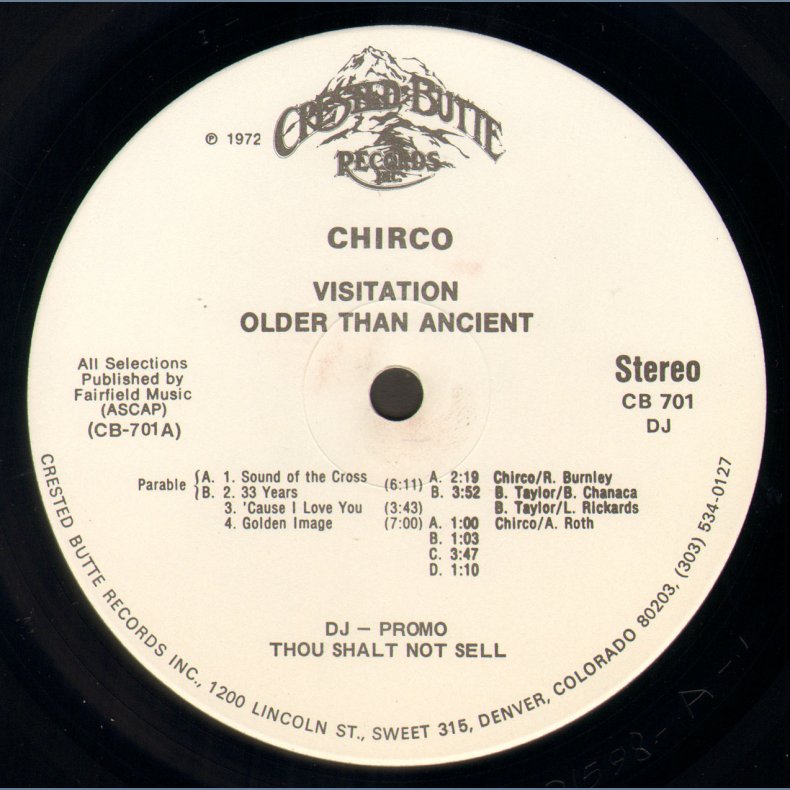 CRESTED BUTTE
RECORDS
INC.
℗ 1972
CHIRCO
VISITATION
OLDER THAN ANCIENT
All Selections
Published by
Fairfield Music
(ASCAP)
(CB-701A)
Stereo
CB 701
DJ
Parable { A. 1. Sound of the Cross (6:11) A. 2:19 Chirco/R. Burnley
B. 2. 33 Years B. 3:52 B. Taylor/B. Chanaca
3. 'Cause I Love You (3:43) B. Taylor/L. Rickards
4. Golden Image (7:00) A. 1:00 Chirco/A. Roth
B. 1:03
C. 3:47
D. 1:10
DJ – PROMO
THOU SHALT NOT SELL
CRESTED BUTTE RECORDS INC., 1200 LINCOLN ST., SWEET 315, DENVER, COLORADO 80203, (303) 534-0127